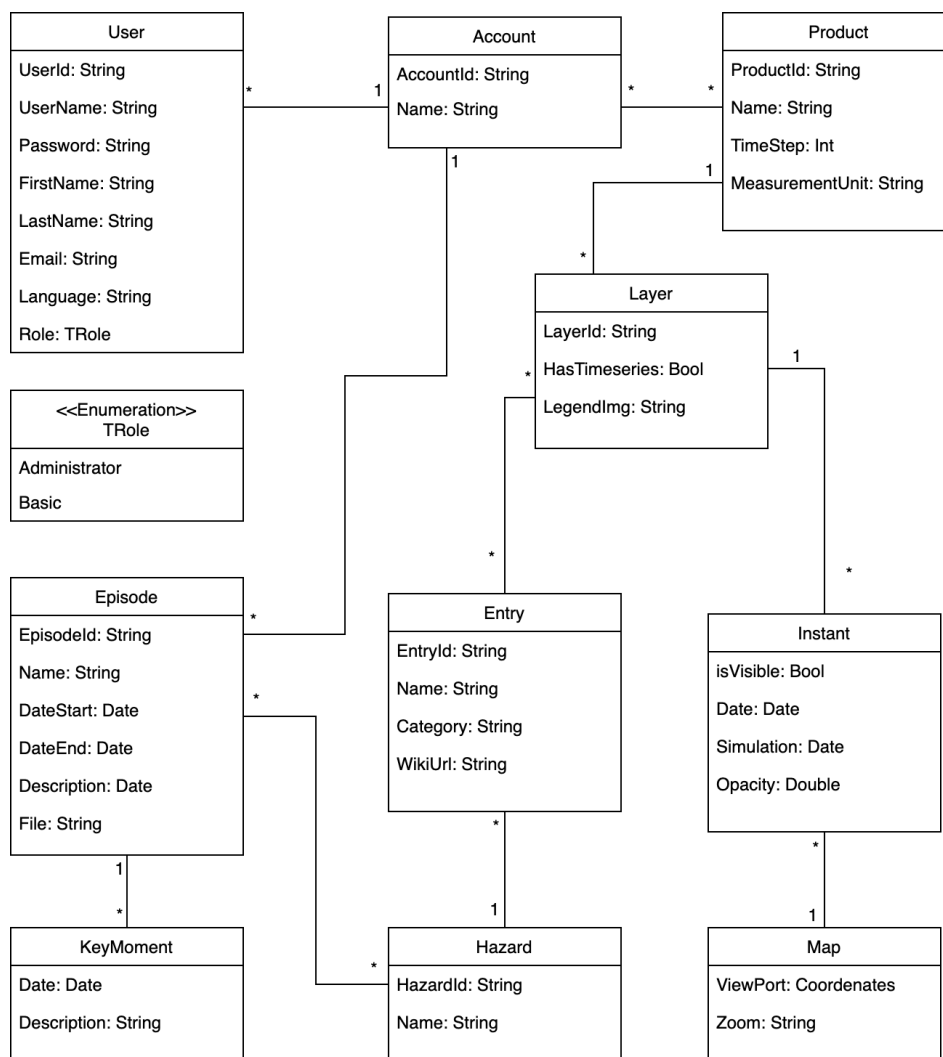 User
UserId: String
UserName: String
Password: String
FirstName: String
LastName: String
Email: String
Language: String
Role: TRole
*
1
Account
AccountId: String
Name: String
1
*
*
Product
ProductId: String
Name: String
TimeStep: Int
MeasurementUnit: String
1
*
Layer
LayerId: String
HasTimeseries: Bool
LegendImg: String
*
1
<<Enumeration>>
TRole
Administrator
Basic
*
*
Episode
EpisodeId: String
Name: String
DateStart: Date
DateEnd: Date
Description: Date
File: String
*
*
1
*
Entry
EntryId: String
Name: String
Category: String
WikiUrl: String
*
1
Instant
isVisible: Bool
Date: Date
Simulation: Date
Opacity: Double
*
1
KeyMoment
Date: Date
Description: String
*
Hazard
HazardId: String
Name: String
Map
ViewPort: Coordenates
Zoom: String